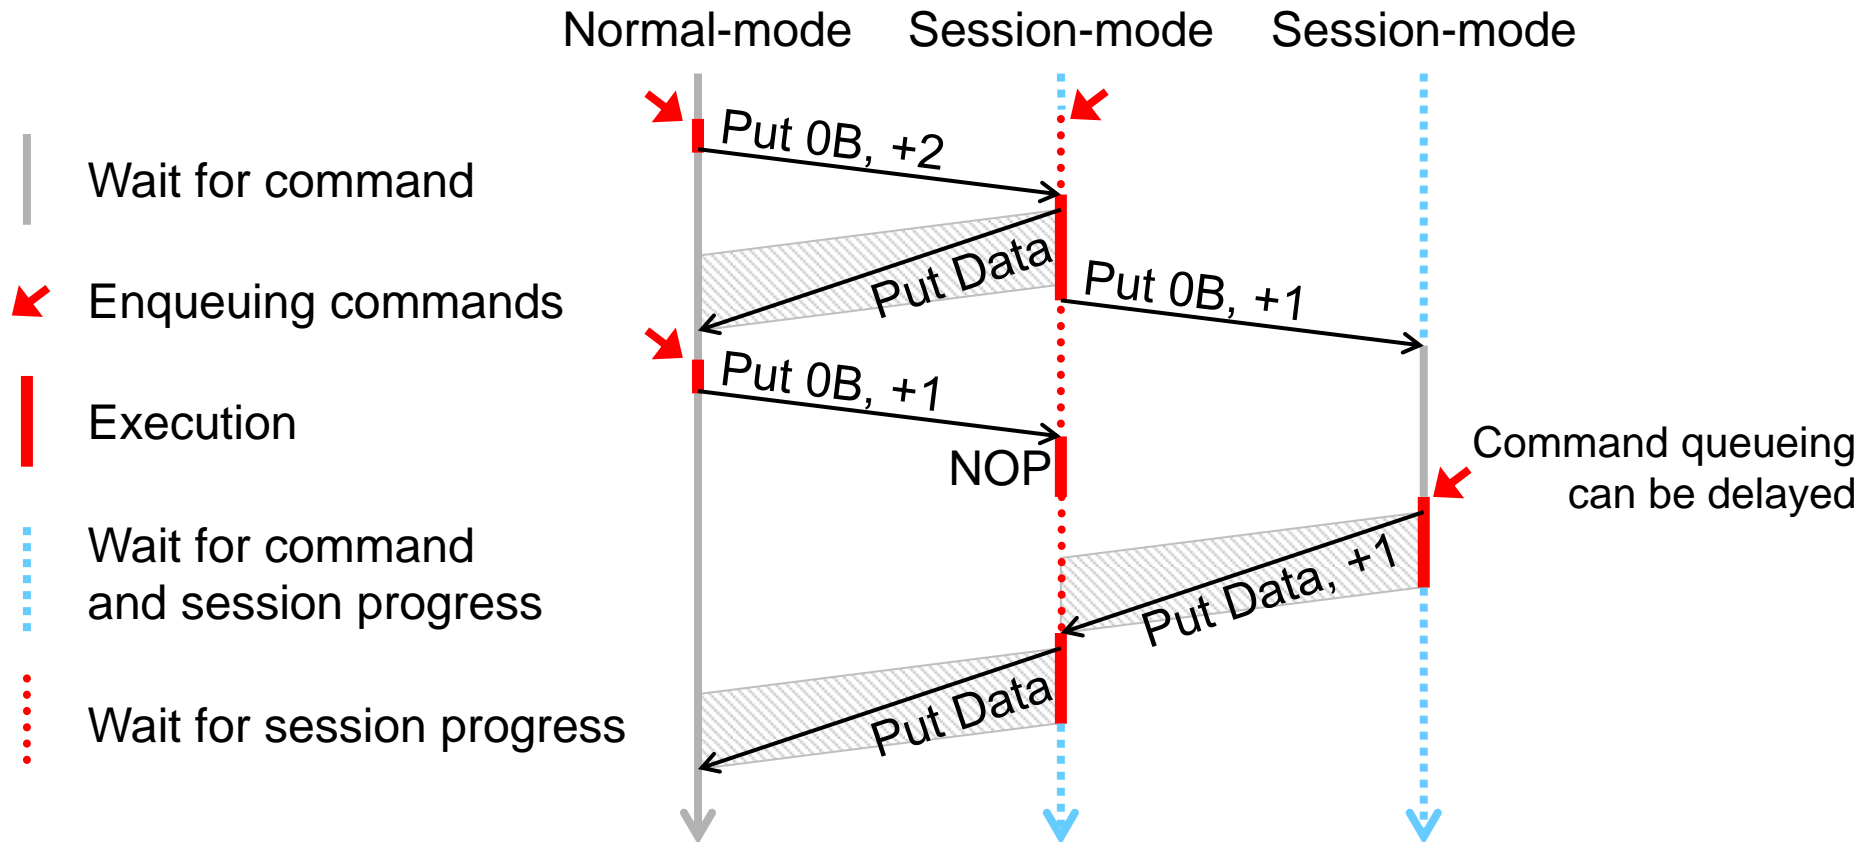 Normal-mode
Session-mode
Session-mode
Put 0B, +2
Wait for command
Put Data
Put 0B, +1
Enqueuing commands
Put 0B, +1
Execution
NOP
Command queueing
can be delayed
Wait for command
and session progress
Put Data, +1
Put Data
Wait for session progress